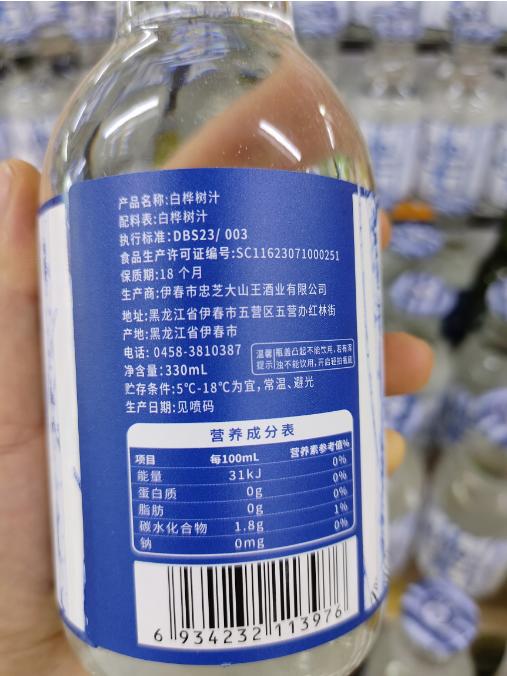 产品名称:白桦树汁
配料表:白桦树汁
执行标准:DBS23/ 003
食品生产许可证编号:SC11623071000251
保质期:18 个月
生产商:伊春市忠芝大山王酒业有限公司
地址:黑龙江省伊春市五营区五营办红林街
产地:黑龙江省伊春市
电话: 0458-3810387
净含量:330mL
温馨提示 瓶盖凸起不能饮用,若有浑
浊不能饮用,开启轻拍瓶底
贮存条件:5℃-18℃为宜,常温、避光
生产日期:见喷码
营养成分表
项目 每100mL 营养素参考值%
能量 31kJ 0%
蛋白质 0g 0%
脂肪 0g 0%
碳水化合物 1.8g 1%
钠 0mg 0%
6 934232 113976